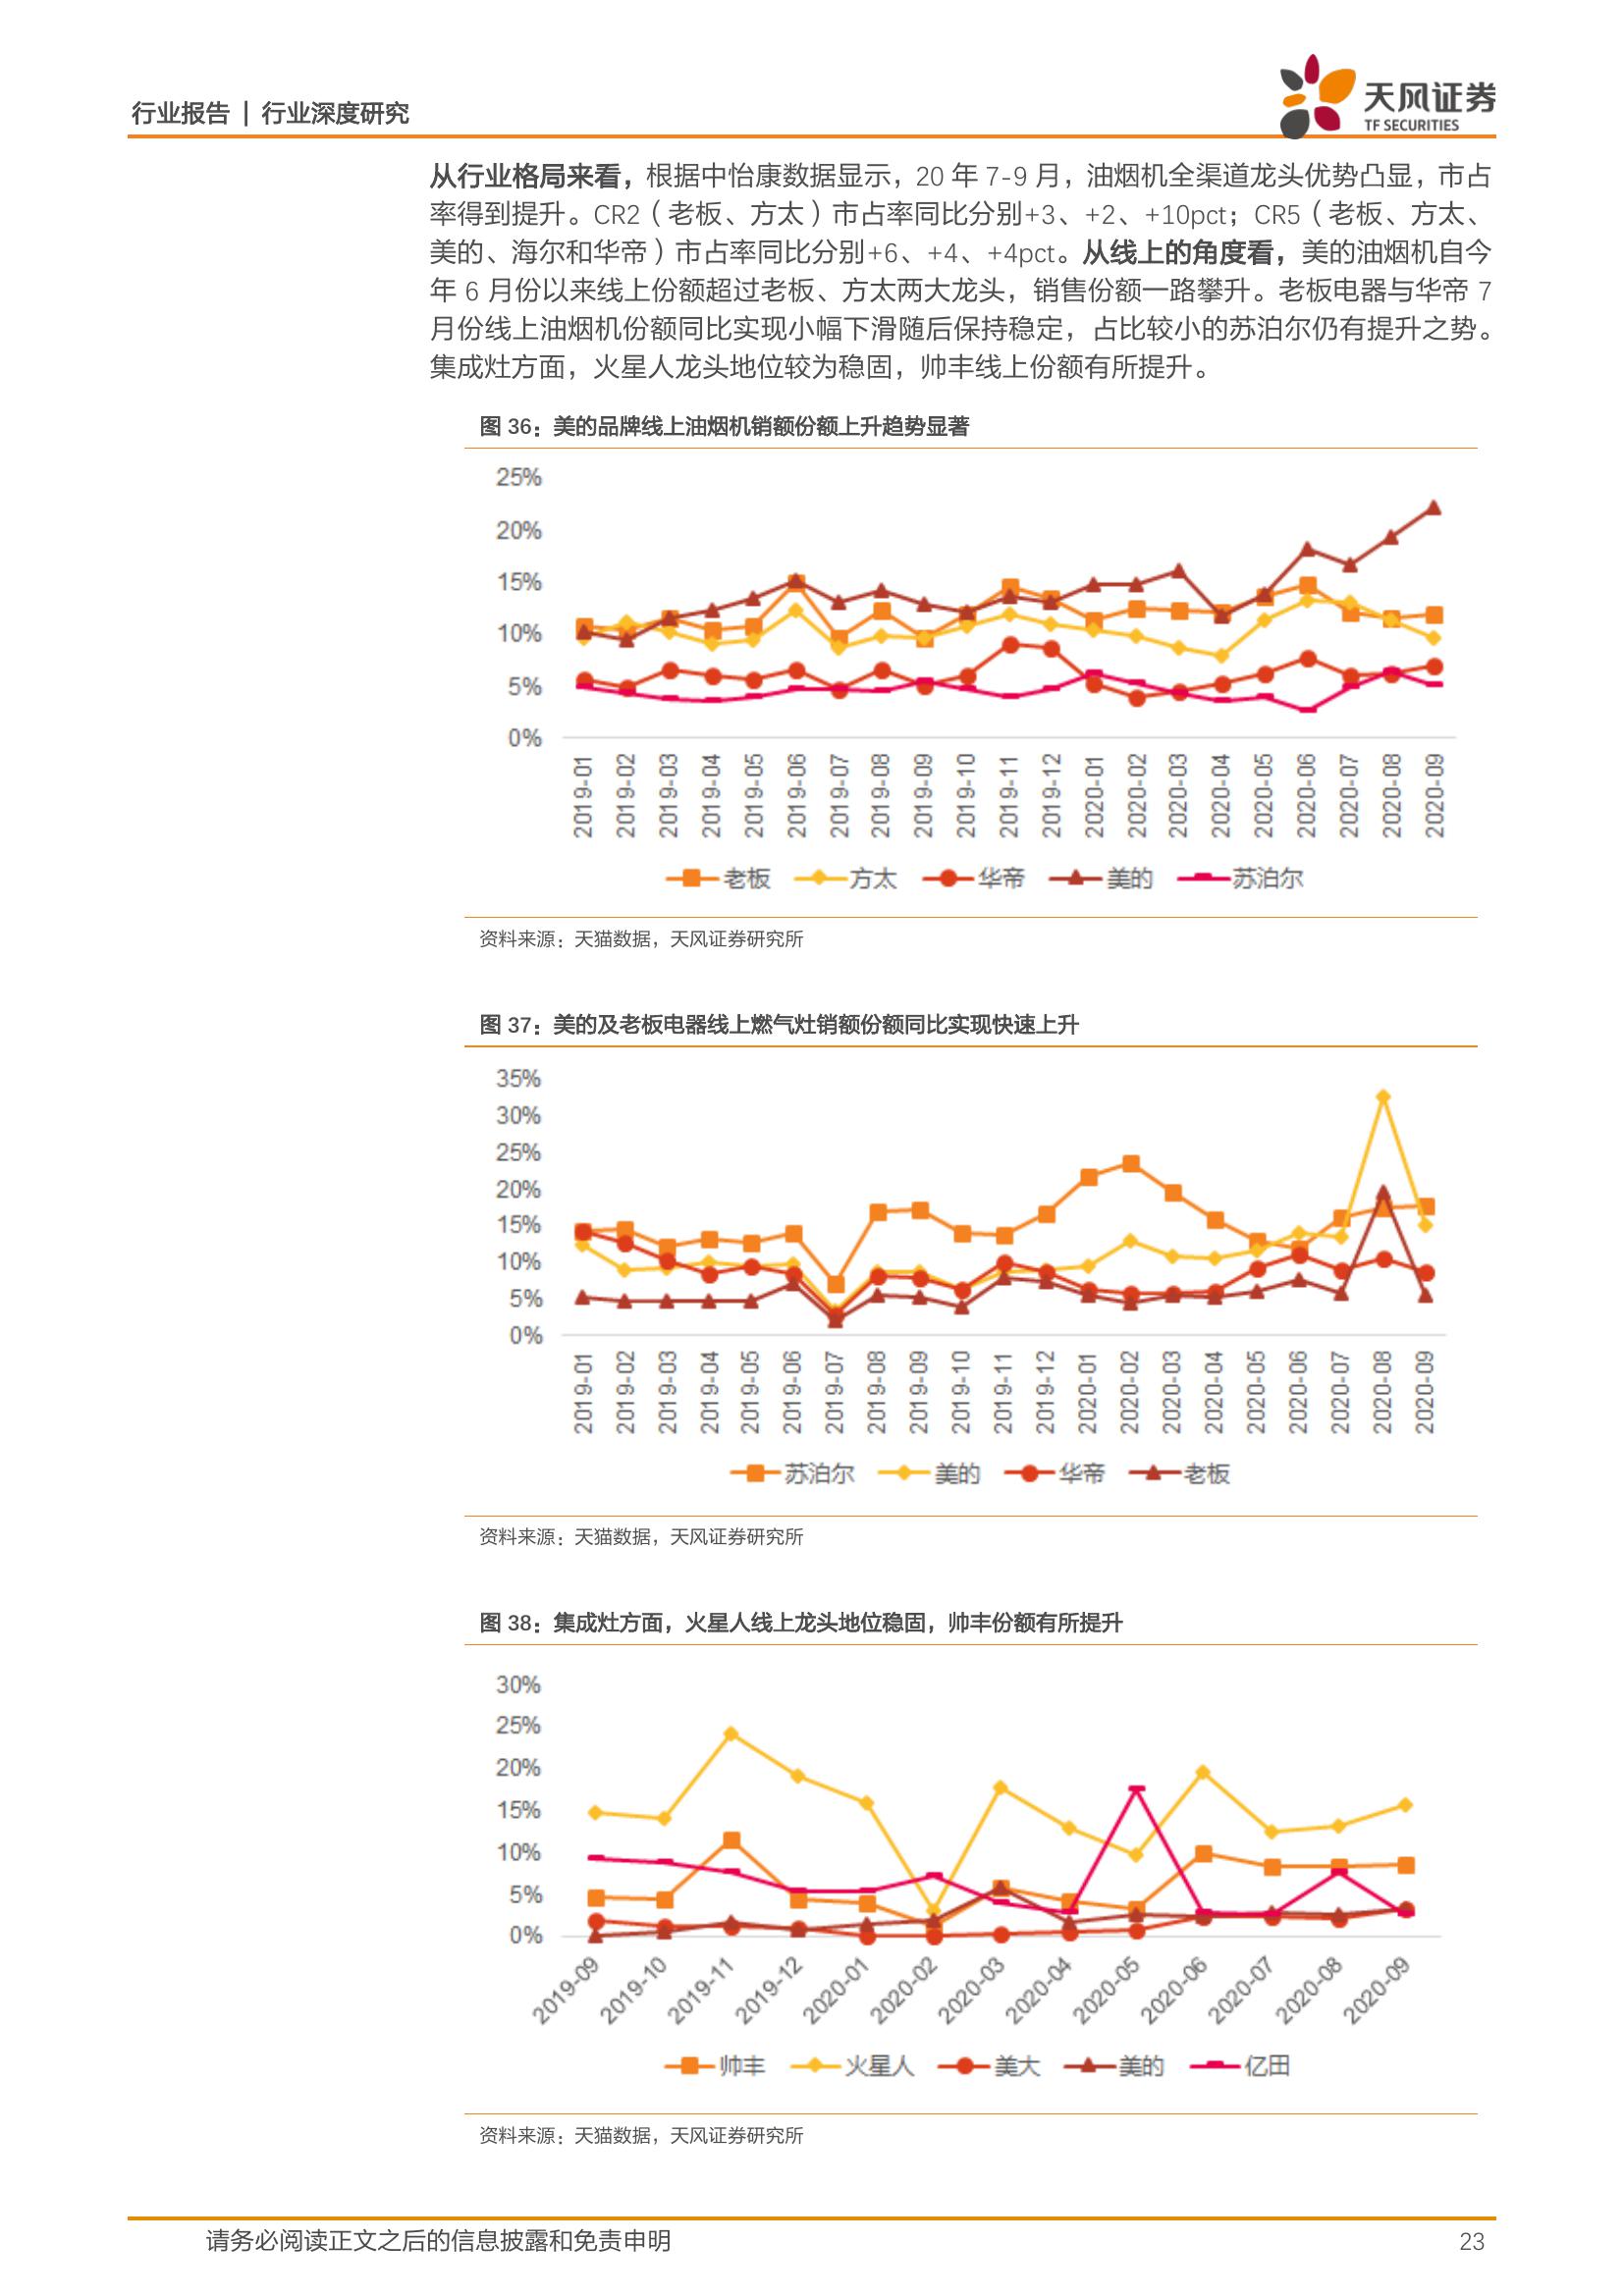 行业报告 | 行业深度研究
天风证券
TF SECURITIES
从行业格局来看，根据中怡康数据显示，20 年 7-9 月，油烟机全渠道龙头优势凸显，市占
率得到提升。CR2（老板、方太）市占率同比分别+3、+2、+10pct；CR5（老板、方太、
美的、海尔和华帝）市占率同比分别+6、+4、+4pct。从线上的角度看，美的油烟机自今
年 6 月份以来线上份额超过老板、方太两大龙头，销售份额一路攀升。老板电器与华帝 7
月份线上油烟机份额同比实现小幅下滑随后保持稳定，占比较小的苏泊尔仍有提升之势。
集成灶方面，火星人龙头地位较为稳固，帅丰线上份额有所提升。
图 36：美的品牌线上油烟机销额份额上升趋势显著
25%
20%
15%
10%
5%
0%
2019-01 2019-02 2019-03 2019-04 2019-05 2019-06 2019-07 2019-08 2019-09 2019-10 2019-11 2019-12 2020-01 2020-02 2020-03 2020-04 2020-05 2020-06 2020-07 2020-08 2020-09
老板 方太 华帝 美的 苏泊尔
资料来源：天猫数据，天风证券研究所
图 37：美的及老板电器线上燃气灶销额份额同比实现快速上升
35%
30%
25%
20%
15%
10%
5%
0%
2019-01 2019-02 2019-03 2019-04 2019-05 2019-06 2019-07 2019-08 2019-09 2019-10 2019-11 2019-12 2020-01 2020-02 2020-03 2020-04 2020-05 2020-06 2020-07 2020-08 2020-09
苏泊尔 美的 华帝 老板
资料来源：天猫数据，天风证券研究所
图 38：集成灶方面，火星人线上龙头地位稳固，帅丰份额有所提升
30%
25%
20%
15%
10%
5%
0%
2019-09 2019-10 2019-11 2019-12 2020-01 2020-02 2020-03 2020-04 2020-05 2020-06 2020-07 2020-08 2020-09
帅丰 火星人 美大 美的 亿田
资料来源：天猫数据，天风证券研究所
请务必阅读正文之后的信息披露和免责申明 23